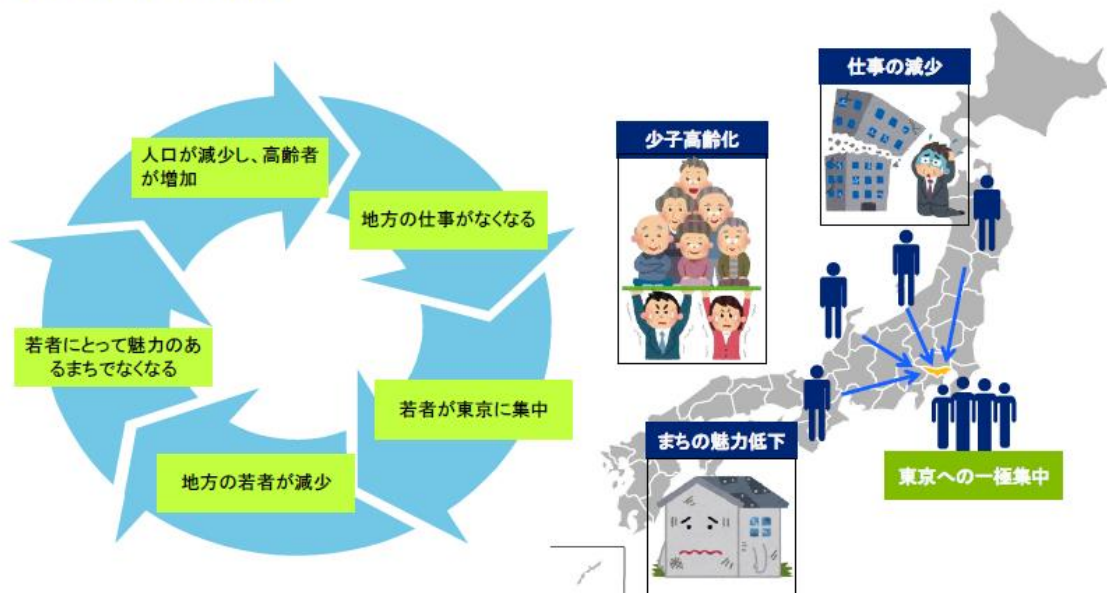 人口が減少し、高齢者
が増加
地方の仕事がなくなる
若者が東京に集中
地方の若者が減少
若者にとって魅力のあ
るまちでなくなる
仕事の減少
少子高齢化
まちの魅力低下
東京への一極集中